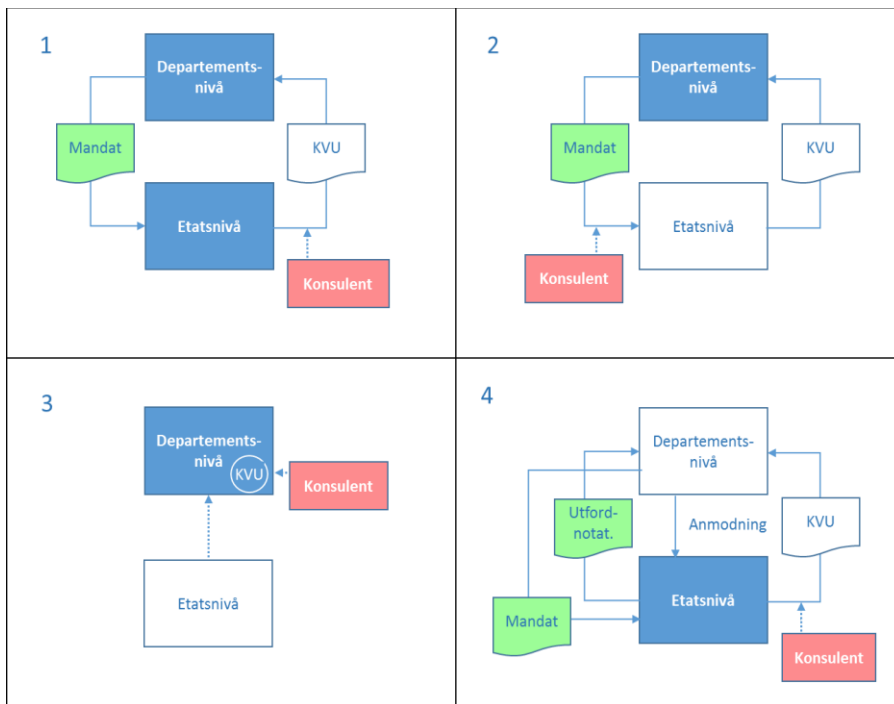 1
Departements-
nivå
Mandat
KVU
Etatsnivå
Konsulent
2
Departements-
nivå
Mandat
KVU
Etatsnivå
Konsulent
3
Departements-
nivå
KVU
Konsulent
Etatsnivå
4
Departements-
nivå
Utford-
notat.
Anmodning
KVU
Etatsnivå
Mandat
Konsulent